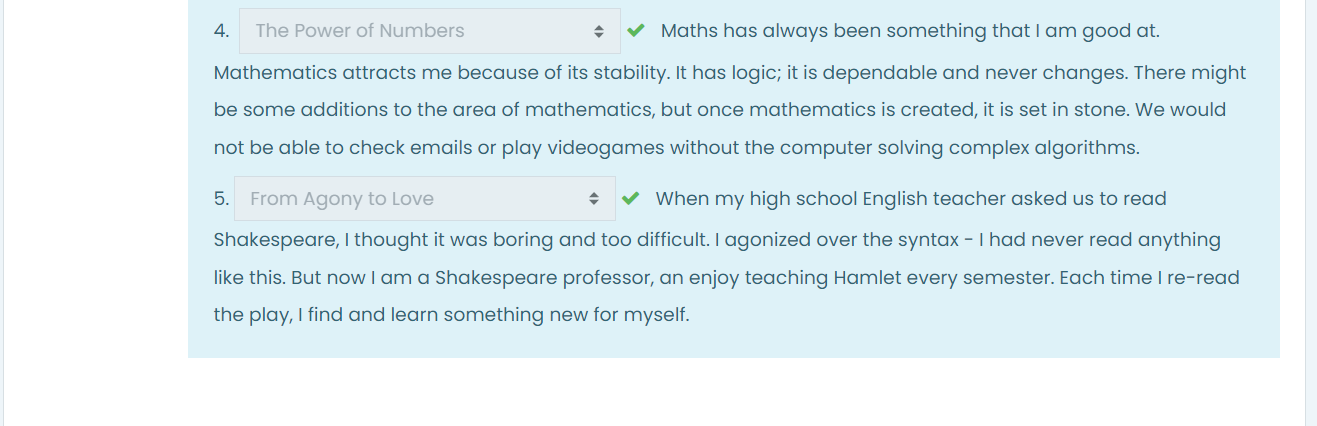 4. The Power of Numbers Maths has always been something that I am good at.
Mathematics attracts me because of its stability. It has logic; it is dependable and never changes. There might
be some additions to the area of mathematics, but once mathematics is created, it is set in stone. We would
not be able to check emails or play videogames without the computer solving complex algorithms.
5. From Agony to Love When my high school English teacher asked us to read
Shakespeare, I thought it was boring and too difficult. I agonized over the syntax - I had never read anything
like this. But now I am a Shakespeare professor, an enjoy teaching Hamlet every semester. Each time I re-read
the play, I find and learn something new for myself.